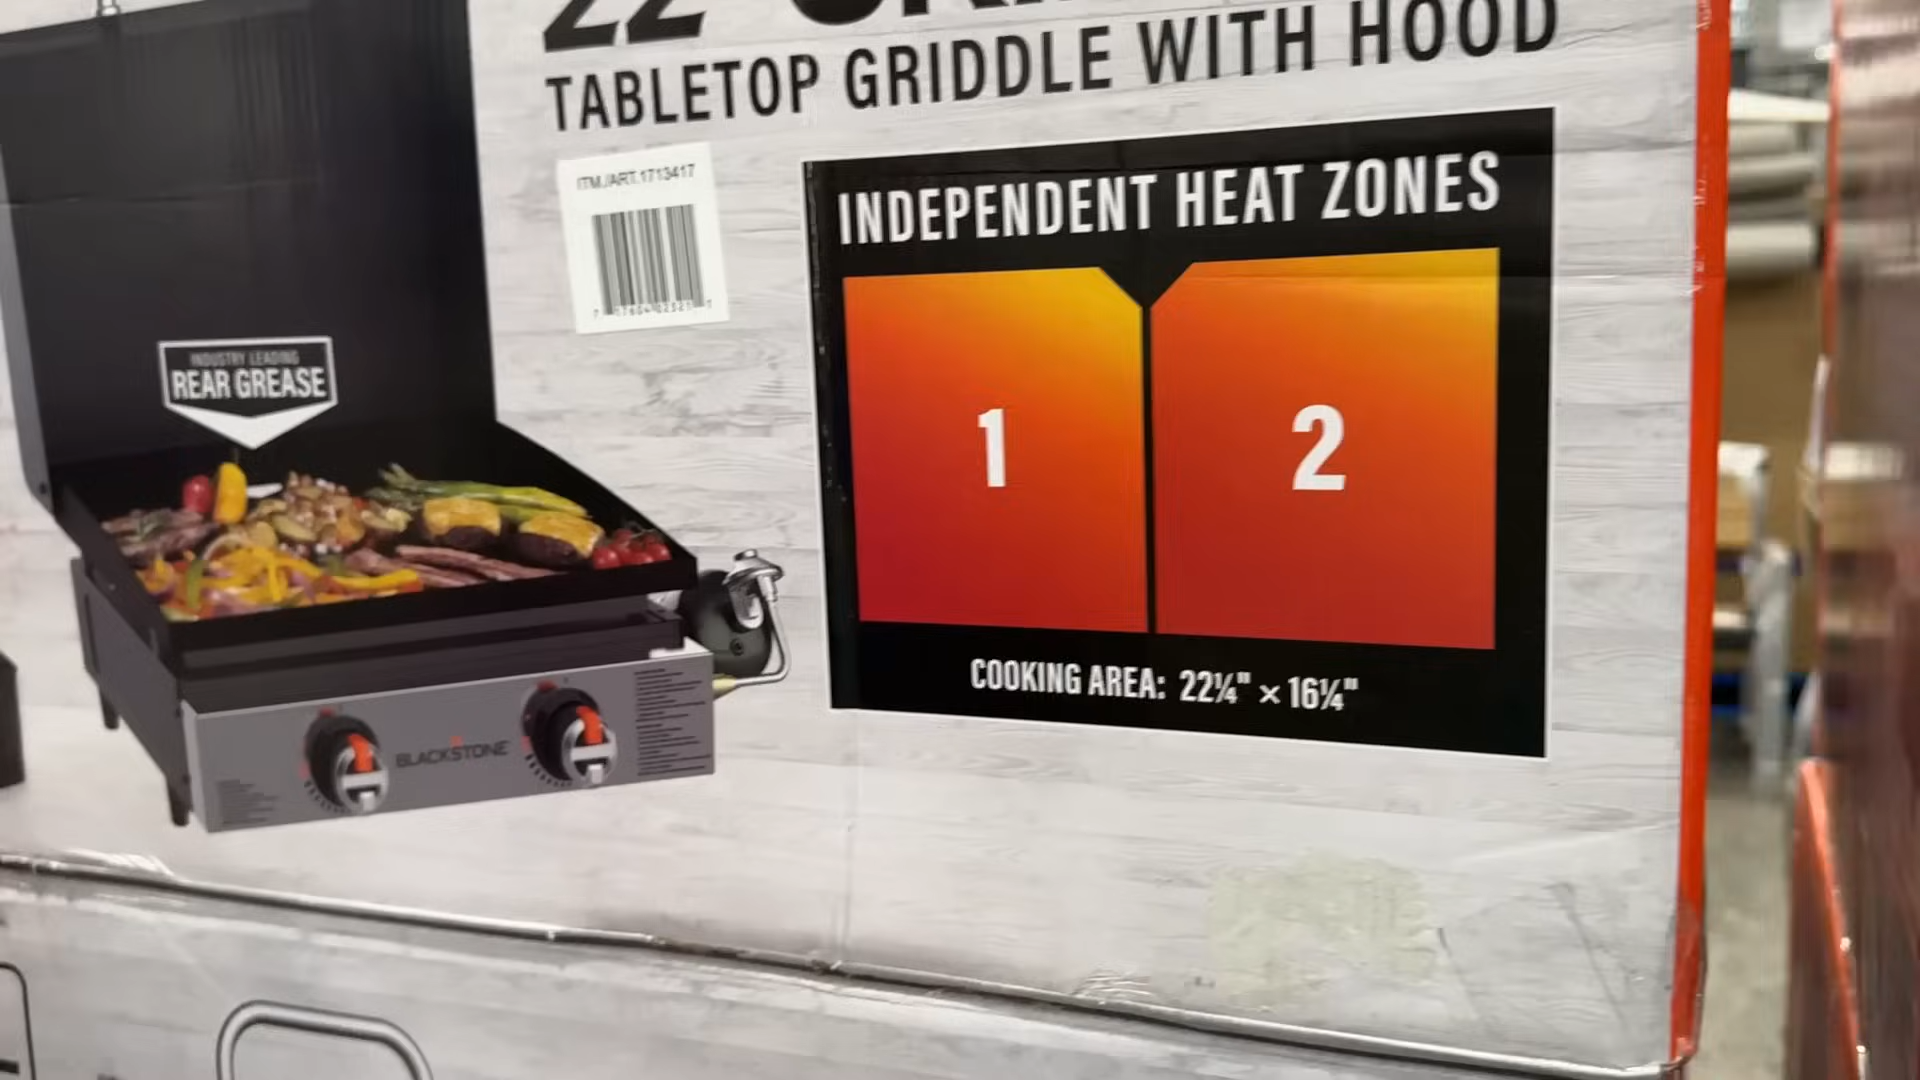 22"
TABLETOP GRIDDLE WITH HOOD
ITM./ART.1713417
INDEPENDENT HEAT ZONES
1
2
COOKING AREA: 22¼" × 16¼"
INDUSTRY LEADING
REAR GREASE
BLACKSTONE